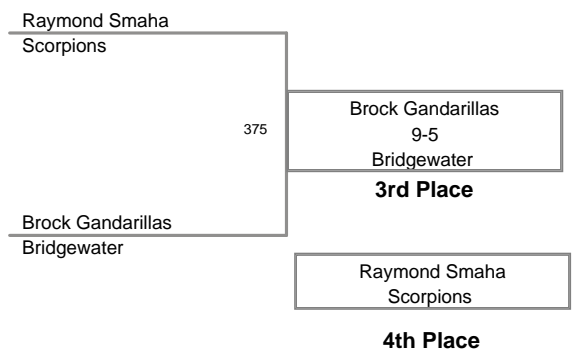 Raymond Smaha
Scorpions
375
Brock Gandarillas
9-5
Bridgewater
3rd Place
Brock Gandarillas
Bridgewater
Raymond Smaha
Scorpions
4th Place